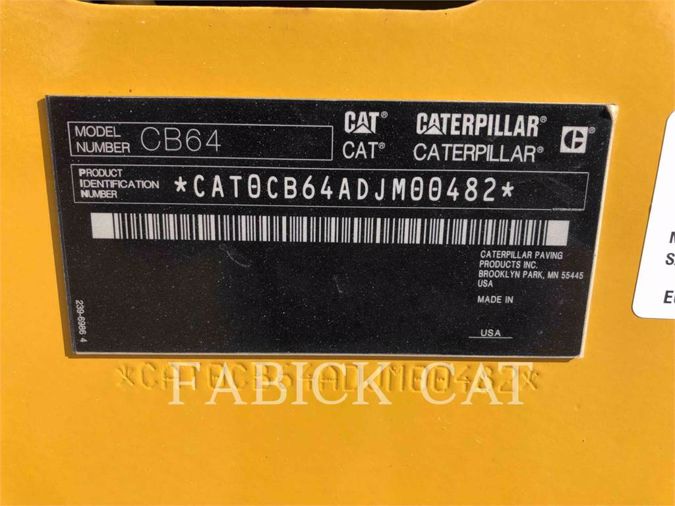 MODEL NUMBER CB64
CAT® CATERPILLAR®
CAT® CATERPILLAR® C
PRODUCT IDENTIFICATION NUMBER *CAT0CB64ADJM00482*
CATERPILLAR PAVING
PRODUCTS INC.
BROOKLYN PARK, MN 55445
USA
MADE IN
USA
239-6986 4
*CAT0CB64ADJM00482*
FABICK CAT